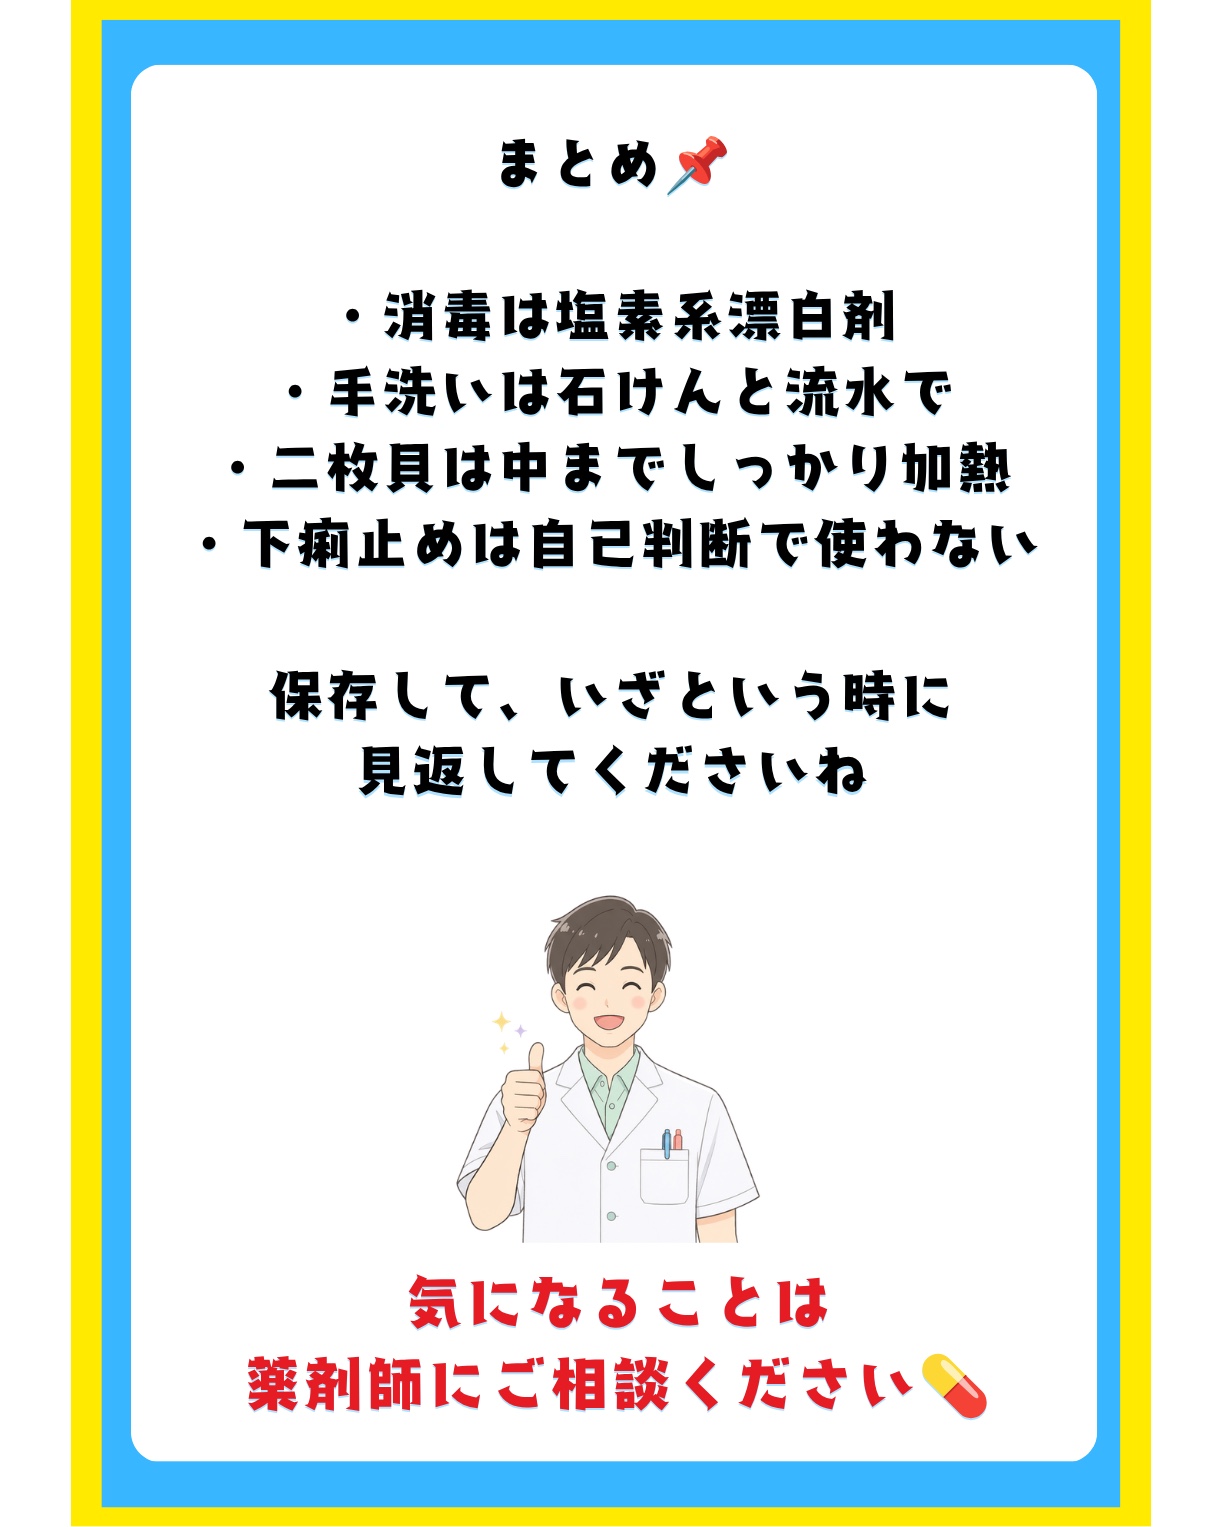 まとめ📌
・消毒は塩素系漂白剤
・手洗いは石けんと流水で
・二枚貝は中までしっかり加熱
・下痢止めは自己判断で使わない
保存して、いざという時に
見返してくださいね
気になることは
薬剤師にご相談ください💊